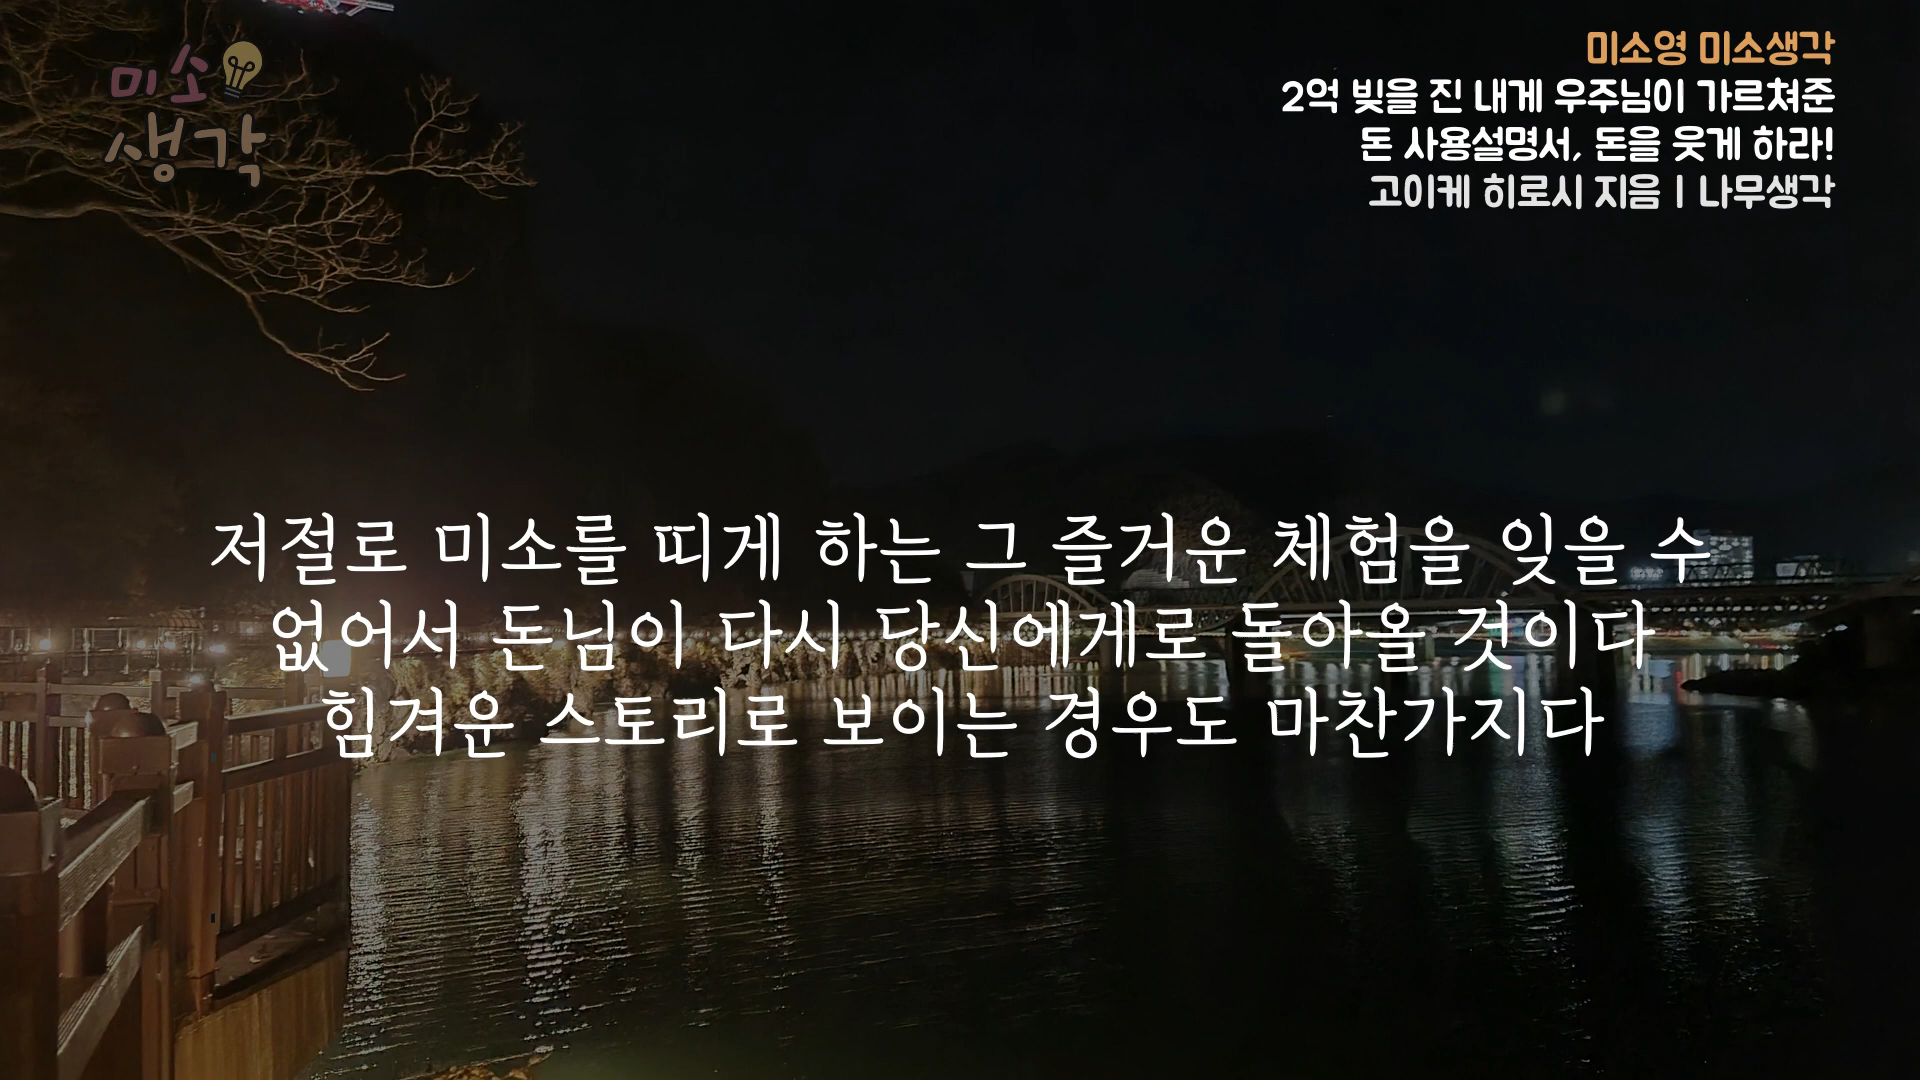 미소
생각
미소영 미소생각
2억 빚을 진 내게 우주님이 가르쳐준
돈 사용설명서, 돈을 웃게 하라!
고이케 히로시 지음 | 나무생각
저절로 미소를 띠게 하는 그 즐거운 체험을 잊을 수
없어서 돈님이 다시 당신에게로 돌아올 것이다
힘겨운 스토리로 보이는 경우도 마찬가지다